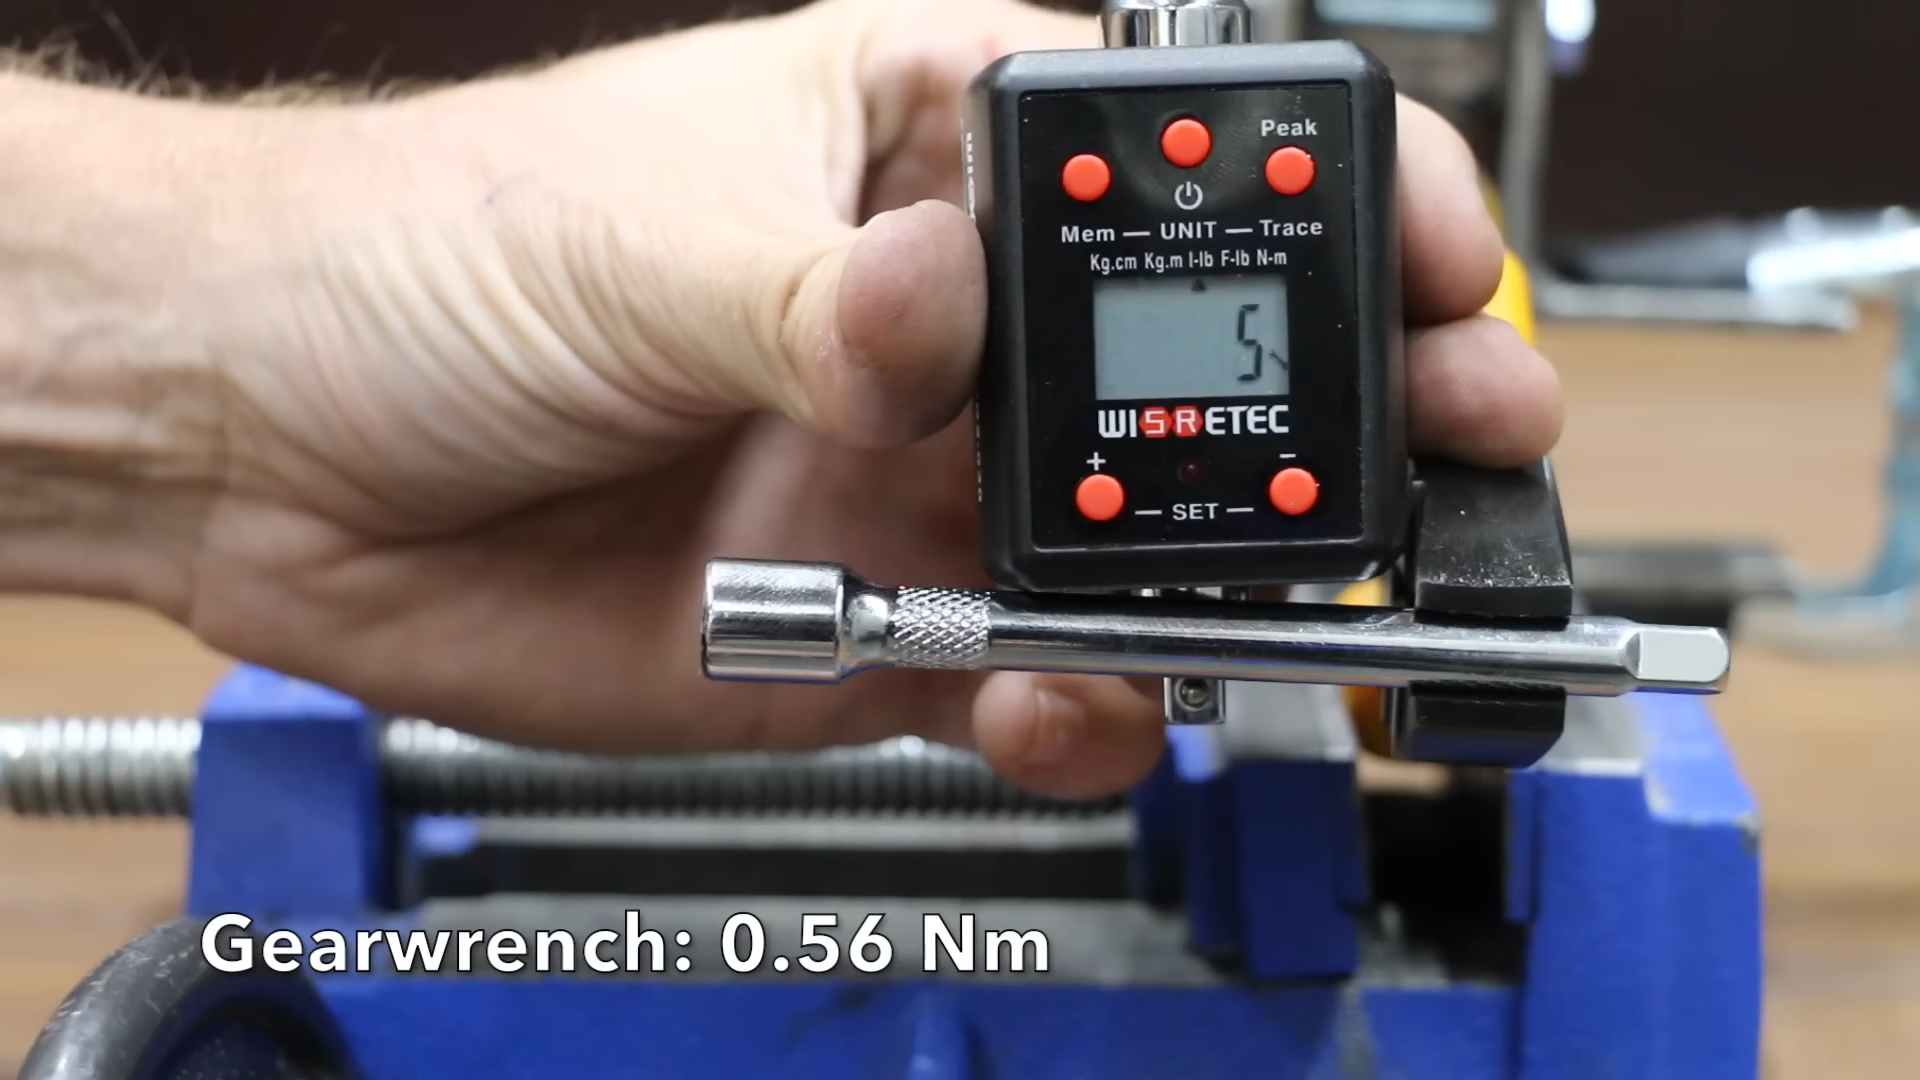 Peak
Mem — UNIT — Trace
Kg.cm Kg.m I-lb F-lb N-m
5
WISRETEC
+ −
— SET —
Gearwrench: 0.56 Nm